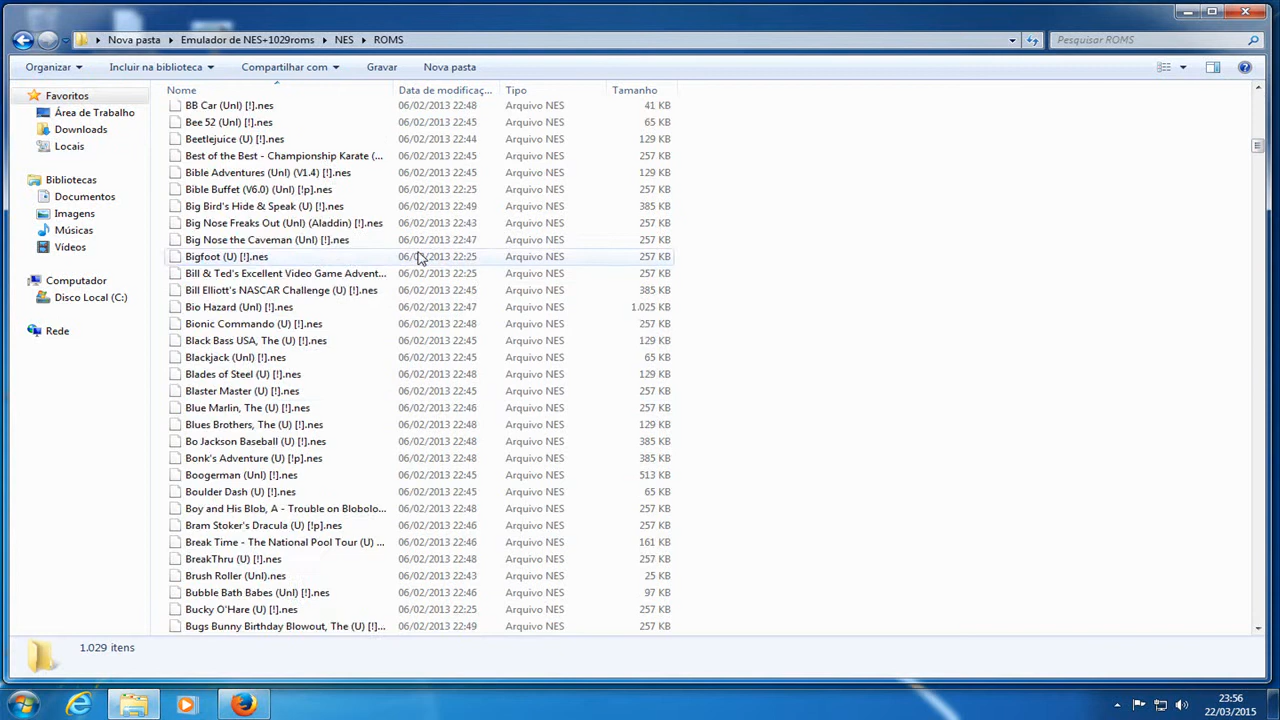 Nova pasta Emulador de NES+1029roms NES ROMS Pesquisar ROMS
Organizar Incluir na biblioteca Compartilhar com Gravar Nova pasta
Favoritos
Área de Trabalho
Downloads
Locais
Bibliotecas
Documentos
Imagens
Músicas
Vídeos
Computador
Disco Local (C:)
Rede
Nome Data de modificaç... Tipo Tamanho
BB Car (Unl) [!].nes 06/02/2013 22:48 Arquivo NES 41 KB
Bee 52 (Unl) [!].nes 06/02/2013 22:45 Arquivo NES 65 KB
Beetlejuice (U) [!].nes 06/02/2013 22:44 Arquivo NES 129 KB
Best of the Best - Championship Karate (... 06/02/2013 22:45 Arquivo NES 257 KB
Bible Adventures (Unl) (V1.4) [!].nes 06/02/2013 22:45 Arquivo NES 129 KB
Bible Buffet (V6.0) (Unl) [!p].nes 06/02/2013 22:25 Arquivo NES 257 KB
Big Bird's Hide & Speak (U) [!].nes 06/02/2013 22:49 Arquivo NES 385 KB
Big Nose Freaks Out (Unl) (Aladdin) [!].nes 06/02/2013 22:43 Arquivo NES 257 KB
Big Nose the Caveman (Unl) [!].nes 06/02/2013 22:47 Arquivo NES 257 KB
Bigfoot (U) [!].nes 06/02/2013 22:25 Arquivo NES 257 KB
Bill & Ted's Excellent Video Game Advent... 06/02/2013 22:25 Arquivo NES 257 KB
Bill Elliott's NASCAR Challenge (U) [!].nes 06/02/2013 22:45 Arquivo NES 385 KB
Bio Hazard (Unl) [!].nes 06/02/2013 22:47 Arquivo NES 1.025 KB
Bionic Commando (U) [!].nes 06/02/2013 22:48 Arquivo NES 257 KB
Black Bass USA, The (U) [!].nes 06/02/2013 22:45 Arquivo NES 129 KB
Blackjack (Unl) [!].nes 06/02/2013 22:45 Arquivo NES 65 KB
Blades of Steel (U) [!].nes 06/02/2013 22:48 Arquivo NES 129 KB
Blaster Master (U) [!].nes 06/02/2013 22:45 Arquivo NES 257 KB
Blue Marlin, The (U) [!].nes 06/02/2013 22:46 Arquivo NES 257 KB
Blues Brothers, The (U) [!].nes 06/02/2013 22:48 Arquivo NES 129 KB
Bo Jackson Baseball (U) [!].nes 06/02/2013 22:48 Arquivo NES 385 KB
Bonk's Adventure (U) [!p].nes 06/02/2013 22:48 Arquivo NES 385 KB
Boogerman (Unl) [!].nes 06/02/2013 22:45 Arquivo NES 513 KB
Boulder Dash (U) [!].nes 06/02/2013 22:45 Arquivo NES 65 KB
Boy and His Blob, A - Trouble on Blobolo... 06/02/2013 22:48 Arquivo NES 257 KB
Bram Stoker's Dracula (U) [!p].nes 06/02/2013 22:46 Arquivo NES 257 KB
Break Time - The National Pool Tour (U) ... 06/02/2013 22:46 Arquivo NES 161 KB
BreakThru (U) [!].nes 06/02/2013 22:48 Arquivo NES 257 KB
Brush Roller (Unl).nes 06/02/2013 22:43 Arquivo NES 25 KB
Bubble Bath Babes (Unl) [!].nes 06/02/2013 22:46 Arquivo NES 97 KB
Bucky O'Hare (U) [!].nes 06/02/2013 22:25 Arquivo NES 257 KB
Bugs Bunny Birthday Blowout, The (U) [!]... 06/02/2013 22:49 Arquivo NES 257 KB
1.029 itens
23:56
22/03/2015